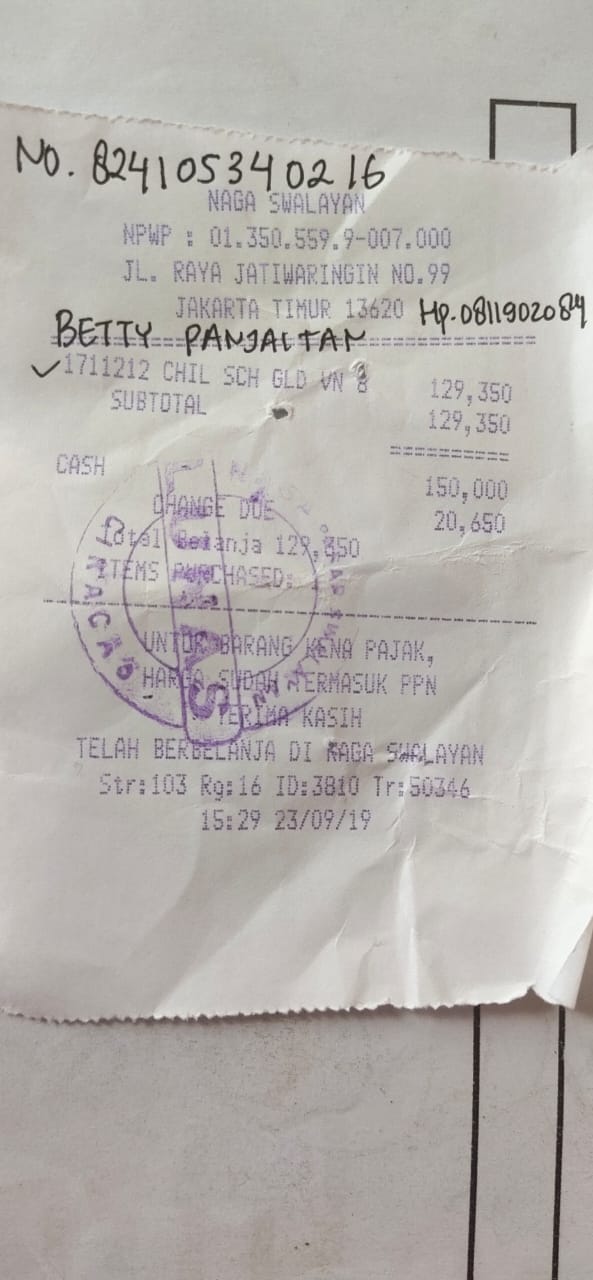 No. 824105340216
NAGA SWALAYAN
NPWP : 01.350.559.9-007.000
JL. RAYA JATIWARINGIN NO.99
JAKARTA TIMUR 13620 Hp.0811902084
BETTY PANJAITAN
1711212 CHIL SCH GLD VN 8 129,350
SUBTOTAL 129,350
CASH 150,000
CHANGE DUE 20,650
Total Belanja 129,350
ITEMS PURCHASED:
UNTUK BARANG KENA PAJAK,
HARGA SUDAH TERMASUK PPN
TERIMA KASIH
TELAH BERBELANJA DI NAGA SWALAYAN
Str:103 Rg:16 ID:3810 Tr:50346
15:29 23/09/19
LUNAS